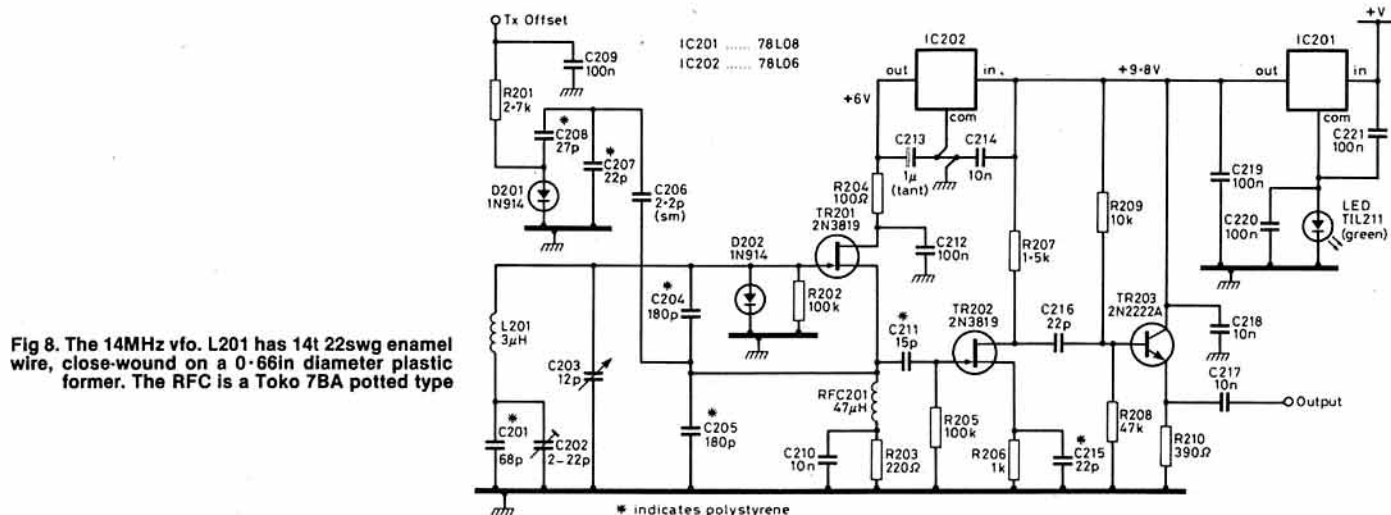 Tx Offset
C209
100n
R201
2·7k
*
C208
27p
*
C207
22p
D201
1N914
C206
2·2p
(sm)
IC201 ...... 78L08
IC202 ...... 78L06
IC202
out
in
com
+6V
+9·8V
IC201
out
in
com
+V
C213
1µ
(tant)
C214
10n
R204
100Ω
TR201
2N3819
C212
100n
D202
1N914
R202
100k
*
C204
180p
L201
3µH
C203
12p
*
C201
68p
C202
2–22p
*
C205
180p
*
C211
15p
RFC201
47µH
C210
10n
R203
220Ω
R205
100k
TR202
2N3819
R206
1k
*
C215
22p
R207
1·5k
C216
22p
R209
10k
R208
47k
TR203
2N2222A
C218
10n
C217
10n
Output
R210
390Ω
C219
100n
C220
100n
C221
100n
LED
TIL211
(green)
* indicates polystyrene
Fig 8. The 14MHz vfo. L201 has 14t 22swg enamel
wire, close-wound on a 0·66in diameter plastic
former. The RFC is a Toko 7BA potted type